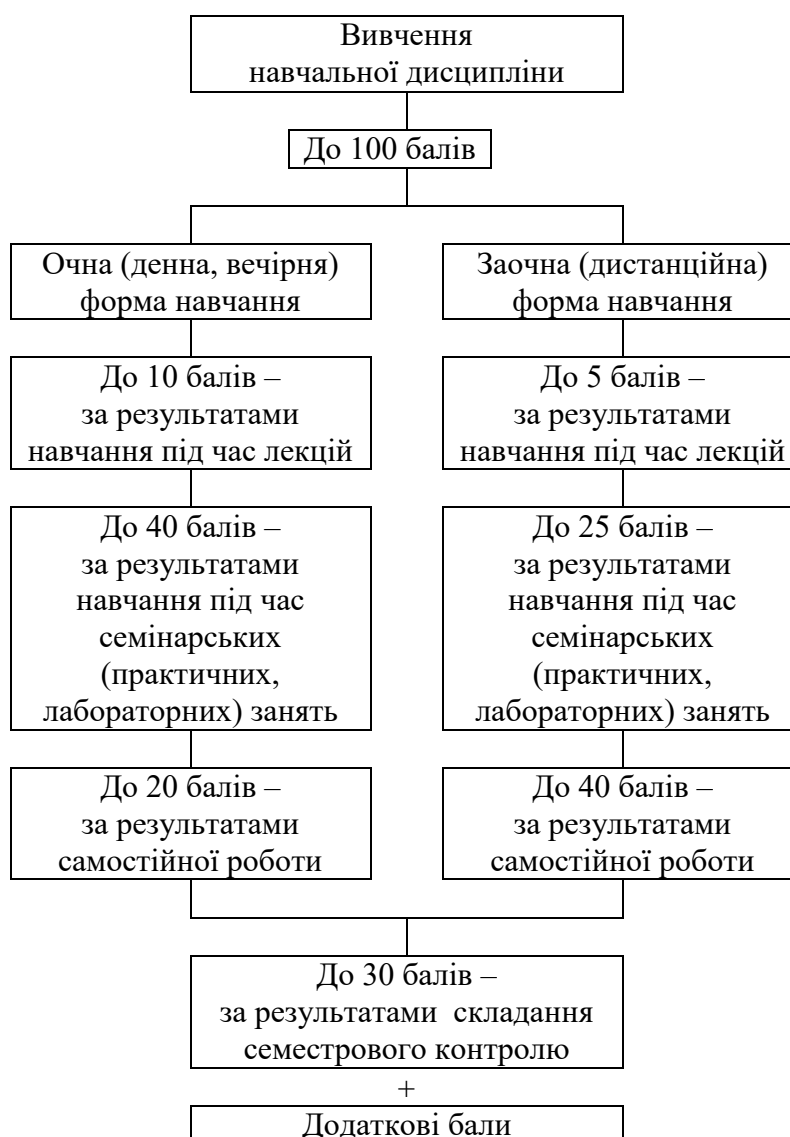 Вивчення
навчальної дисципліни
До 100 балів
Очна (денна, вечірня)
форма навчання
До 10 балів –
за результатами
навчання під час лекцій
До 40 балів –
за результатами
навчання під час
семінарських
(практичних,
лабораторних) занять
До 20 балів –
за результатами
самостійної роботи
Заочна (дистанційна)
форма навчання
До 5 балів –
за результатами
навчання під час лекцій
До 25 балів –
за результатами
навчання під час
семінарських
(практичних,
лабораторних) занять
До 40 балів –
за результатами
самостійної роботи
До 30 балів –
за результатами складання
семестрового контролю
+
Додаткові бали